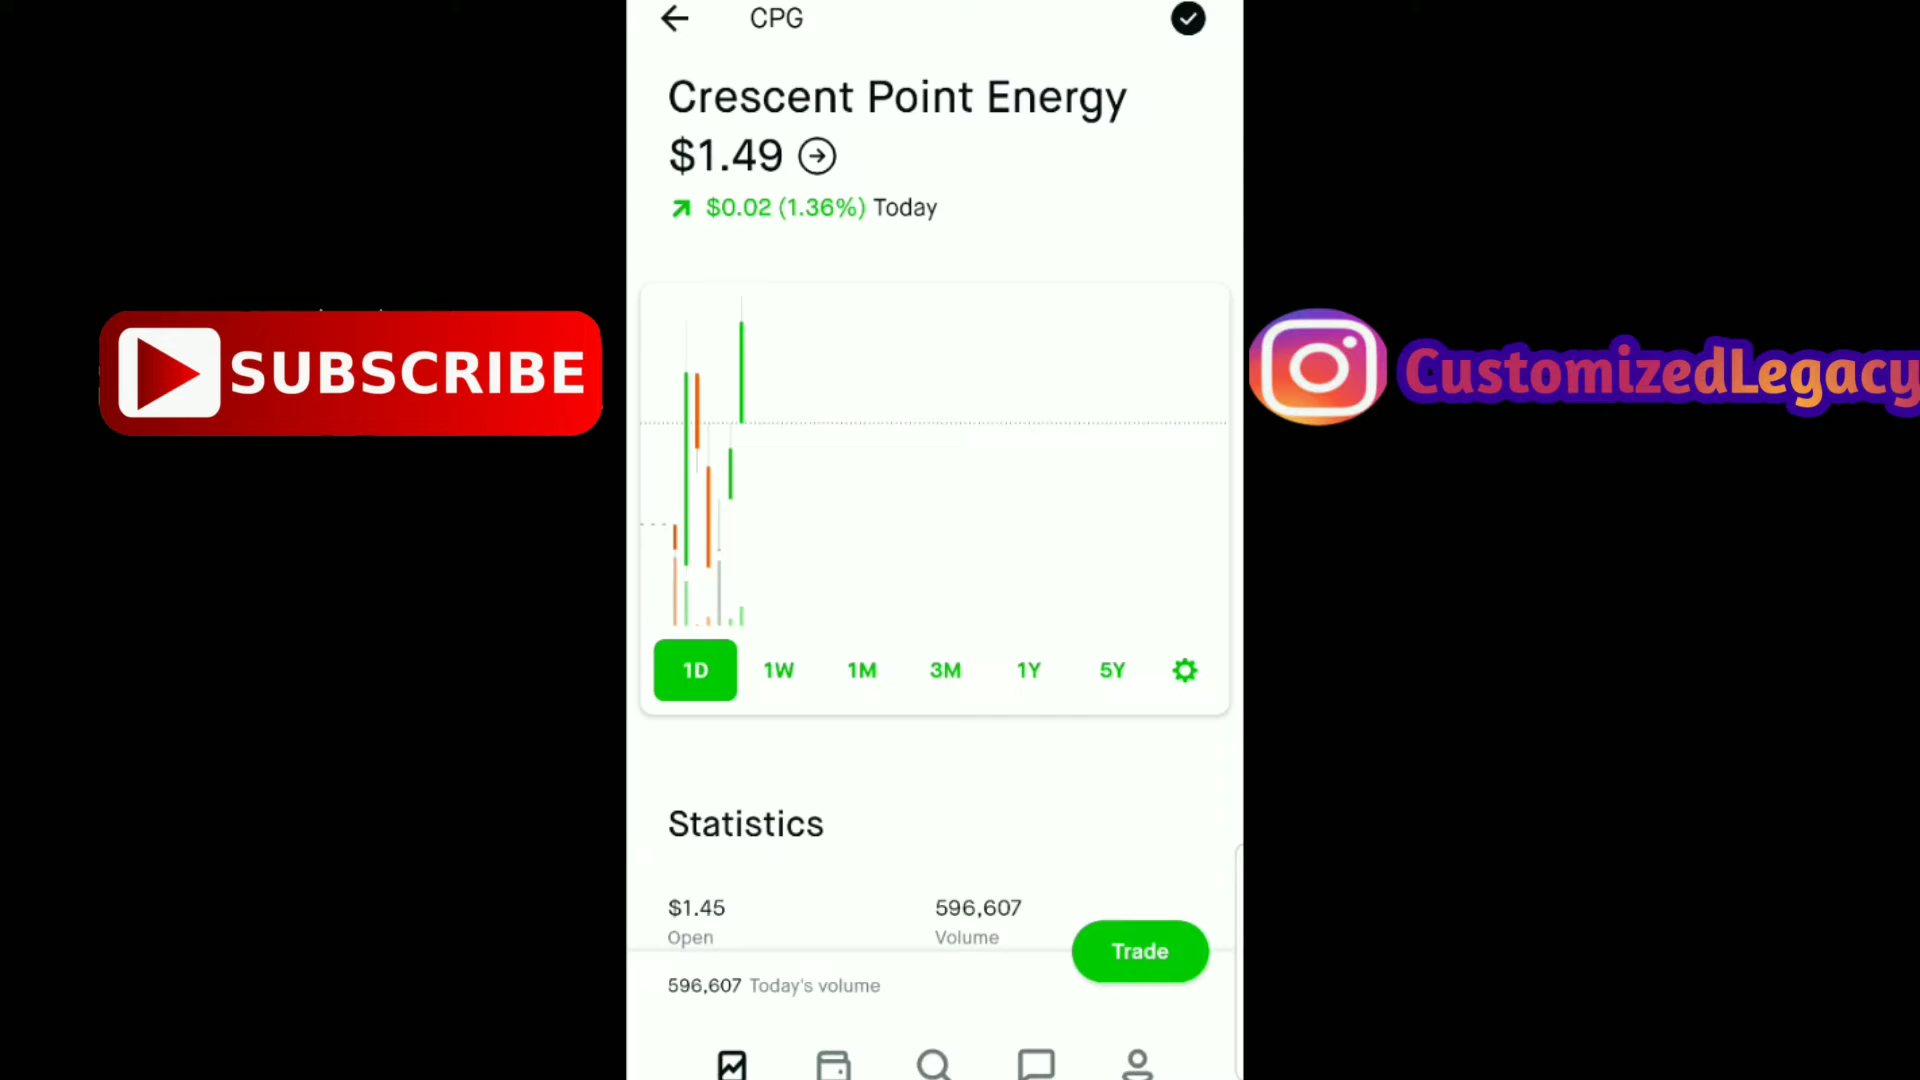 CPG
Crescent Point Energy
$1.49
$0.02 (1.36%) Today
SUBSCRIBE
CustomizedLegacy
1D 1W 1M 3M 1Y 5Y
Statistics
$1.45 596,607
Open Volume
Trade
596,607 Today's volume